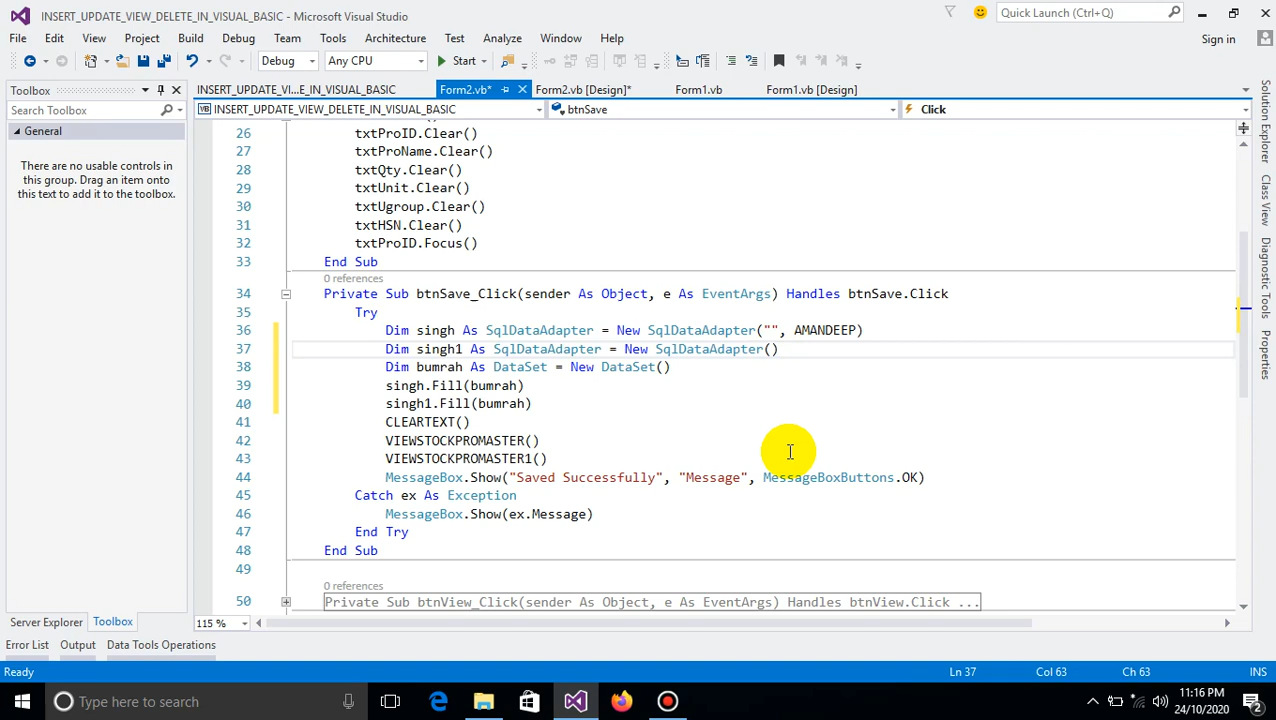 INSERT_UPDATE_VIEW_DELETE_IN_VISUAL_BASIC - Microsoft Visual Studio
Quick Launch (Ctrl+Q)
File Edit View Project Build Debug Team Tools Architecture Test Analyze Window Help
Sign in
Debug Any CPU Start
Toolbox
INSERT_UPDATE_VI...E_IN_VISUAL_BASIC Form2.vb* Form2.vb [Design]* Form1.vb Form1.vb [Design]
Search Toolbox
INSERT_UPDATE_VIEW_DELETE_IN_VISUAL_BASIC btnSave Click
General
There are no usable controls in
this group. Drag an item onto
this text to add it to the toolbox.
26 txtProID.Clear()
27 txtProName.Clear()
28 txtQty.Clear()
29 txtUnit.Clear()
30 txtUgroup.Clear()
31 txtHSN.Clear()
32 txtProID.Focus()
33 End Sub
0 references
34 Private Sub btnSave_Click(sender As Object, e As EventArgs) Handles btnSave.Click
35 Try
36 Dim singh As SqlDataAdapter = New SqlDataAdapter("", AMANDEEP)
37 Dim singh1 As SqlDataAdapter = New SqlDataAdapter()
38 Dim bumrah As DataSet = New DataSet()
39 singh.Fill(bumrah)
40 singh1.Fill(bumrah)
41 CLEARTEXT()
42 VIEWSTOCKPROMASTER()
43 VIEWSTOCKPROMASTER1()
44 MessageBox.Show("Saved Successfully", "Message", MessageBoxButtons.OK)
45 Catch ex As Exception
46 MessageBox.Show(ex.Message)
47 End Try
48 End Sub
49
0 references
50 Private Sub btnView_Click(sender As Object, e As EventArgs) Handles btnView.Click ...
Solution Explorer
Class View
Diagnostic Tools
Properties
Server Explorer Toolbox
115 %
Error List Output Data Tools Operations
Ready Ln 37 Col 63 Ch 63 INS
Type here to search
11:16 PM
24/10/2020
2